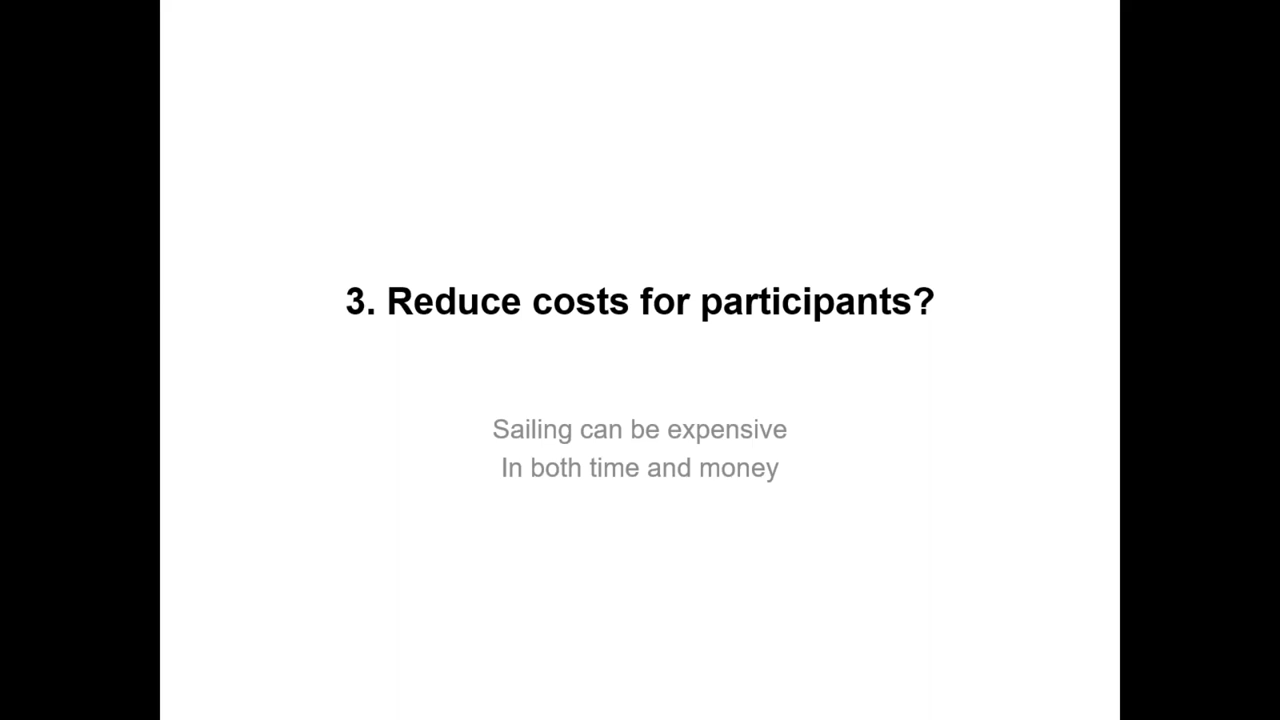 3. Reduce costs for participants?
Sailing can be expensive
In both time and money